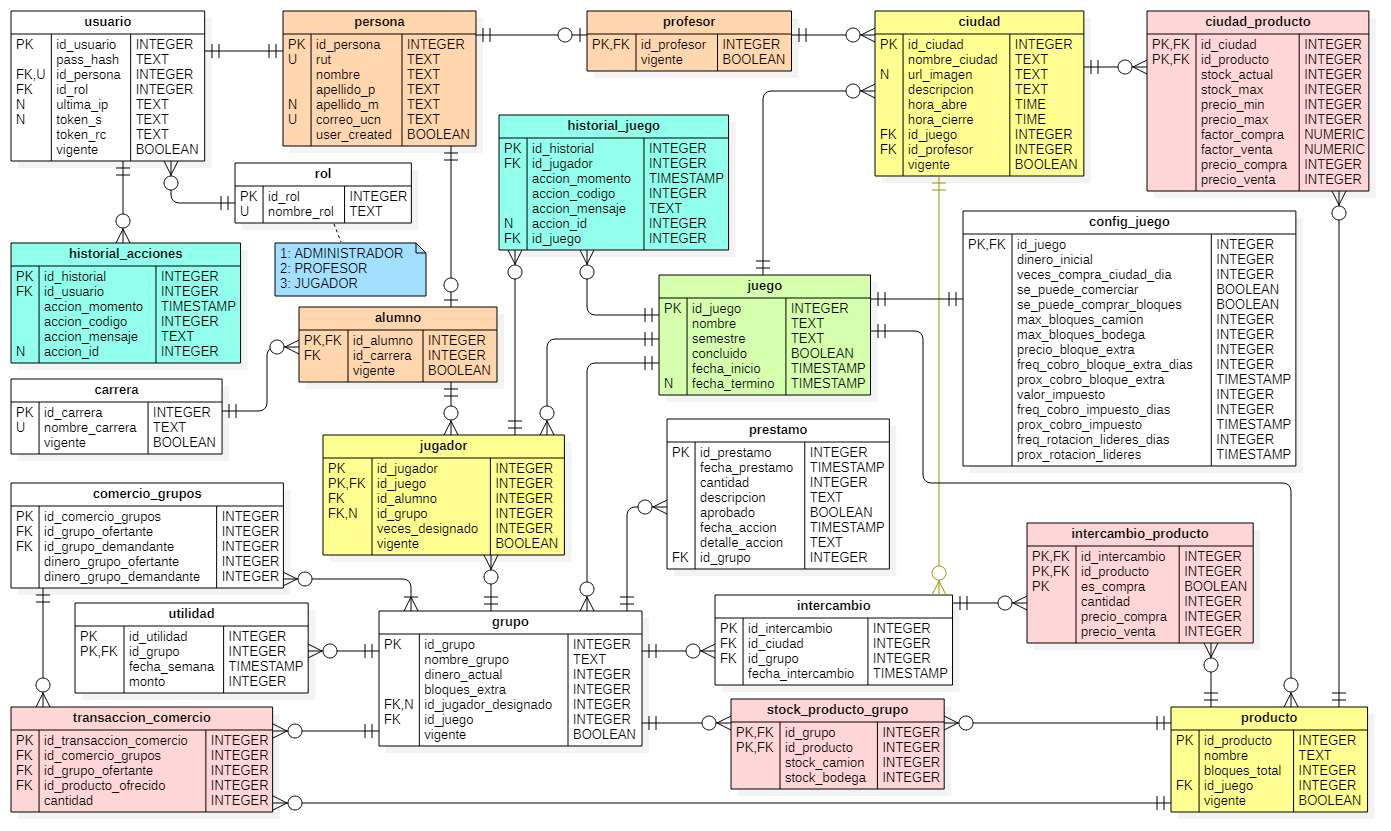 usuario
PK id_usuario INTEGER
pass_hash TEXT
FK,U id_persona INTEGER
FK id_rol INTEGER
N ultima_ip TEXT
N token_s TEXT
token_rc TEXT
vigente BOOLEAN
persona
PK id_persona INTEGER
U rut TEXT
nombre TEXT
apellido_p TEXT
N apellido_m TEXT
U correo_ucn TEXT
user_created BOOLEAN
profesor
PK,FK id_profesor INTEGER
vigente BOOLEAN
ciudad
PK id_ciudad INTEGER
nombre_ciudad TEXT
N url_imagen TEXT
descripcion TEXT
hora_abre TIME
hora_cierre TIME
FK id_juego INTEGER
FK id_profesor INTEGER
vigente BOOLEAN
ciudad_producto
PK,FK id_ciudad INTEGER
PK,FK id_producto INTEGER
stock_actual INTEGER
stock_max INTEGER
precio_min INTEGER
precio_max INTEGER
factor_compra NUMERIC
factor_venta NUMERIC
precio_compra INTEGER
precio_venta INTEGER
historial_juego
PK id_historial INTEGER
FK id_jugador INTEGER
accion_momento TIMESTAMP
accion_codigo INTEGER
accion_mensaje TEXT
N accion_id INTEGER
FK id_juego INTEGER
rol
PK id_rol INTEGER
U nombre_rol TEXT
1: ADMINISTRADOR
2: PROFESOR
3: JUGADOR
historial_acciones
PK id_historial INTEGER
FK id_usuario INTEGER
accion_momento TIMESTAMP
accion_codigo INTEGER
accion_mensaje TEXT
N accion_id INTEGER
config_juego
PK,FK id_juego INTEGER
dinero_inicial INTEGER
veces_compra_ciudad_dia INTEGER
se_puede_comerciar BOOLEAN
se_puede_comprar_bloques BOOLEAN
max_bloques_camion INTEGER
max_bloques_bodega INTEGER
precio_bloque_extra INTEGER
freq_cobro_bloque_extra_dias INTEGER
prox_cobro_bloque_extra TIMESTAMP
valor_impuesto INTEGER
freq_cobro_impuesto_dias INTEGER
prox_cobro_impuesto TIMESTAMP
freq_rotacion_lideres_dias INTEGER
prox_rotacion_lideres TIMESTAMP
juego
PK id_juego INTEGER
nombre TEXT
semestre TEXT
concluido BOOLEAN
fecha_inicio TIMESTAMP
N fecha_termino TIMESTAMP
alumno
PK,FK id_alumno INTEGER
FK id_carrera INTEGER
vigente BOOLEAN
carrera
PK id_carrera INTEGER
U nombre_carrera TEXT
vigente BOOLEAN
jugador
PK id_jugador INTEGER
PK,FK id_juego INTEGER
FK id_alumno INTEGER
FK,N id_grupo INTEGER
veces_designado INTEGER
vigente BOOLEAN
prestamo
PK id_prestamo INTEGER
fecha_prestamo TIMESTAMP
cantidad INTEGER
descripcion TEXT
aprobado BOOLEAN
fecha_accion TIMESTAMP
detalle_accion TEXT
FK id_grupo INTEGER
comercio_grupos
PK id_comercio_grupos INTEGER
FK id_grupo_ofertante INTEGER
FK id_grupo_demandante INTEGER
dinero_grupo_ofertante INTEGER
dinero_grupo_demandante INTEGER
intercambio_producto
PK,FK id_intercambio INTEGER
PK,FK id_producto INTEGER
PK es_compra BOOLEAN
cantidad INTEGER
precio_compra INTEGER
precio_venta INTEGER
utilidad
PK id_utilidad INTEGER
PK,FK id_grupo INTEGER
fecha_semana TIMESTAMP
monto INTEGER
grupo
PK id_grupo INTEGER
nombre_grupo TEXT
dinero_actual INTEGER
bloques_extra INTEGER
FK,N id_jugador_designado INTEGER
FK id_juego INTEGER
vigente BOOLEAN
intercambio
PK id_intercambio INTEGER
FK id_ciudad INTEGER
FK id_grupo INTEGER
fecha_intercambio TIMESTAMP
transaccion_comercio
PK id_transaccion_comercio INTEGER
FK id_comercio_grupos INTEGER
FK id_grupo_ofertante INTEGER
FK id_producto_ofrecido INTEGER
cantidad INTEGER
stock_producto_grupo
PK,FK id_grupo INTEGER
PK,FK id_producto INTEGER
stock_camion INTEGER
stock_bodega INTEGER
producto
PK id_producto INTEGER
nombre TEXT
bloques_total INTEGER
FK id_juego INTEGER
vigente BOOLEAN